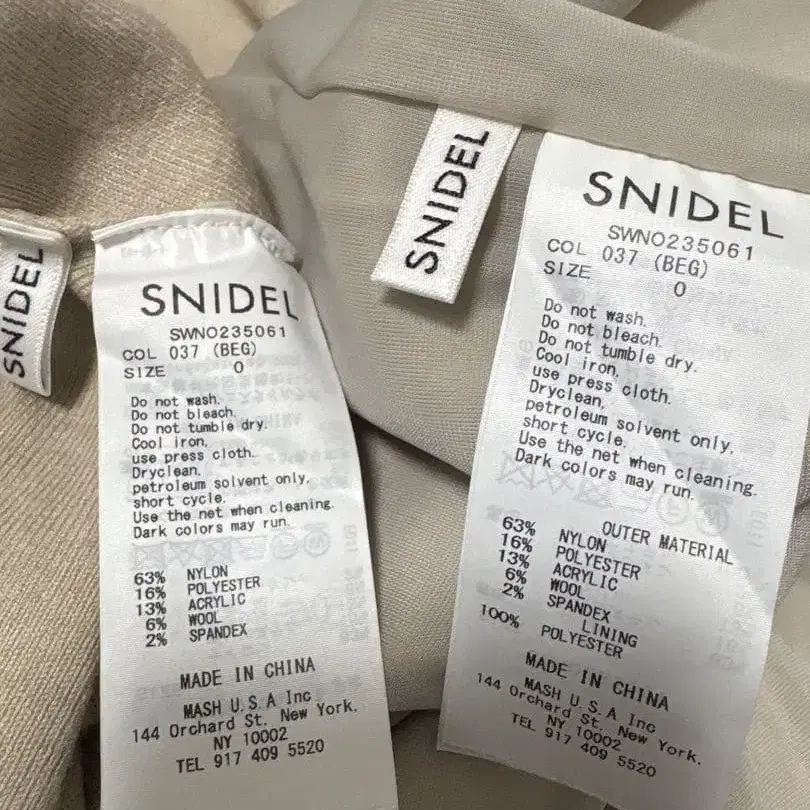 SNIDEL
SNIDEL
SWNO235061
COL 037 (BEG)
SIZE 0
Do not wash.
Do not bleach.
Do not tumble dry.
Cool iron,
use press cloth.
Dryclean,
petroleum solvent only,
short cycle.
Use the net when cleaning.
Dark colors may run.
63% NYLON
16% POLYESTER
13% ACRYLIC
6% WOOL
2% SPANDEX
MADE IN CHINA
MASH U.S.A Inc
144 Orchard St. New York.
NY 10002
TEL 917 409 5520
SNIDEL
SNIDEL
SWNO235061
COL 037 (BEG)
SIZE 0
Do not wash.
Do not bleach.
Do not tumble dry.
Cool iron,
use press cloth.
Dryclean,
petroleum solvent only,
short cycle.
Use the net when cleaning.
Dark colors may run.
OUTER MATERIAL
63% NYLON
16% POLYESTER
13% ACRYLIC
6% WOOL
2% SPANDEX
LINING
100% POLYESTER
MADE IN CHINA
MASH U.S.A Inc
144 Orchard St. New York.
NY 10002
TEL 917 409 5520